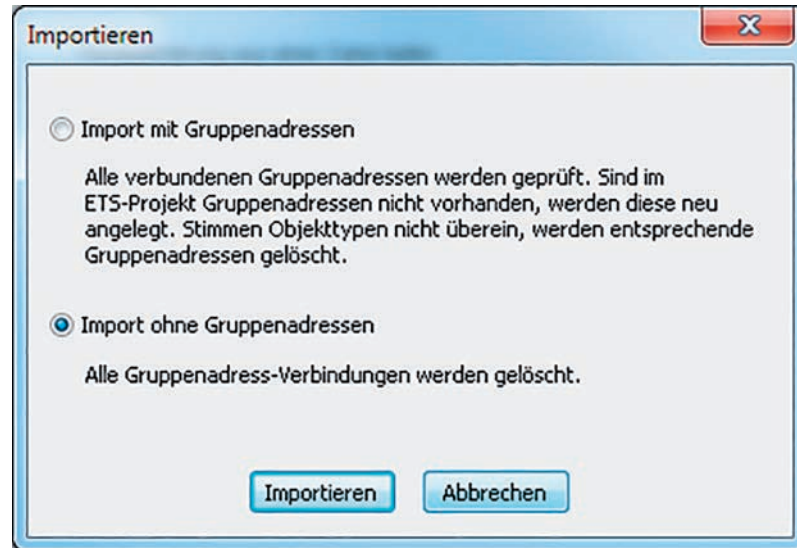 Importieren
Import mit Gruppenadressen
Alle verbundenen Gruppenadressen werden geprüft. Sind im
ETS-Projekt Gruppenadressen nicht vorhanden, werden diese neu
angelegt. Stimmen Objekttypen nicht überein, werden entsprechende
Gruppenadressen gelöscht.
Import ohne Gruppenadressen
Alle Gruppenadress-Verbindungen werden gelöscht.
Importieren Abbrechen